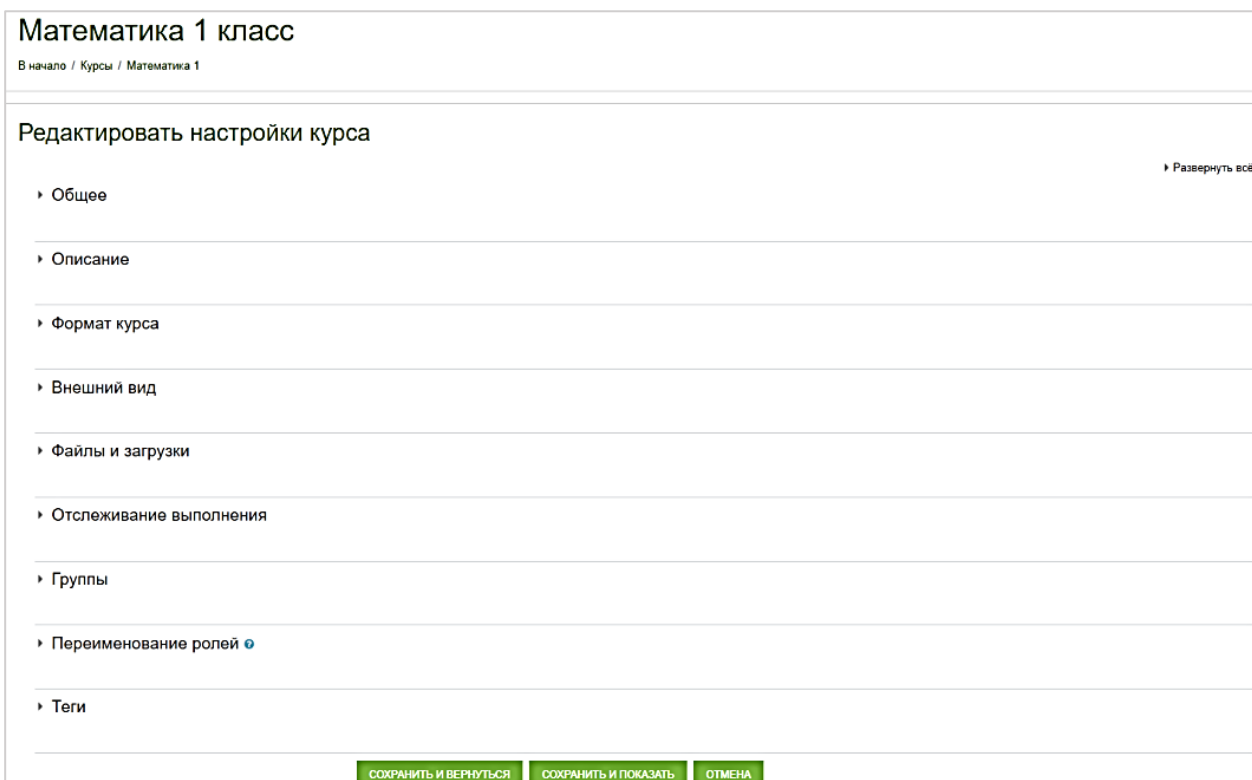 Математика 1 класс
В начало / Курсы / Математика 1
Редактировать настройки курса
Развернуть всё
Общее
Описание
Формат курса
Внешний вид
Файлы и загрузки
Отслеживание выполнения
Группы
Переименование ролей
Теги
СОХРАНИТЬ И ВЕРНУТЬСЯ СОХРАНИТЬ И ПОКАЗАТЬ ОТМЕНА